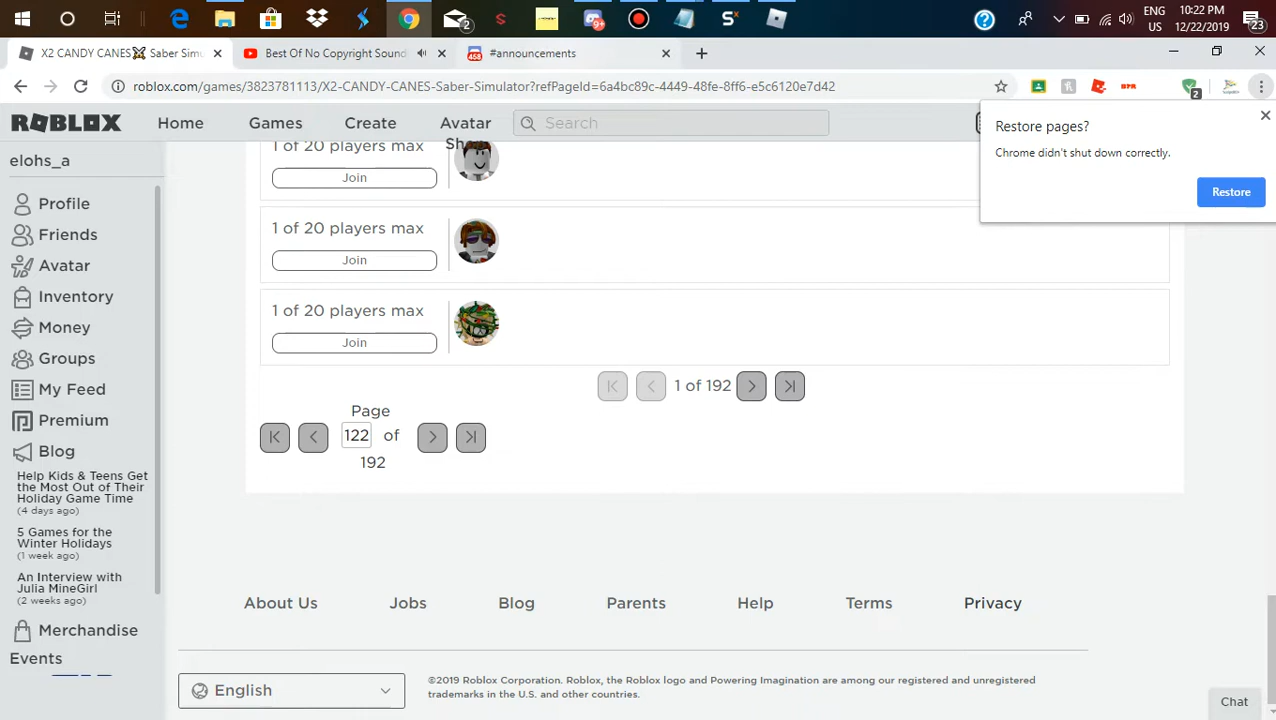 10:22 PM
US
12/22/2019
23
2
9+
X2 CANDY CANES⚔ Saber Simu
Best Of No Copyright Sound
458
#announcements
roblox.com/games/3823781113/X2-CANDY-CANES-Saber-Simulator?refPageId=6a4bc89c-4449-48fe-8ff6-e5c6120e7d42
2
ROBLOX
Home
Games
Create
Avatar
Shop
Search
Restore pages?
Chrome didn't shut down correctly.
Restore
elohs_a
Profile
Friends
Avatar
Inventory
Money
Groups
My Feed
Premium
Blog
Help Kids & Teens Get
the Most Out of Their
Holiday Game Time
(4 days ago)
5 Games for the
Winter Holidays
(1 week ago)
An Interview with
Julia MineGirl
(2 weeks ago)
Merchandise
Events
1 of 20 players max
Join
1 of 20 players max
Join
1 of 20 players max
Join
1 of 192
Page
122 of
192
About Us
Jobs
Blog
Parents
Help
Terms
Privacy
English
©2019 Roblox Corporation. Roblox, the Roblox logo and Powering Imagination are among our registered and unregistered
trademarks in the U.S. and other countries.
Chat